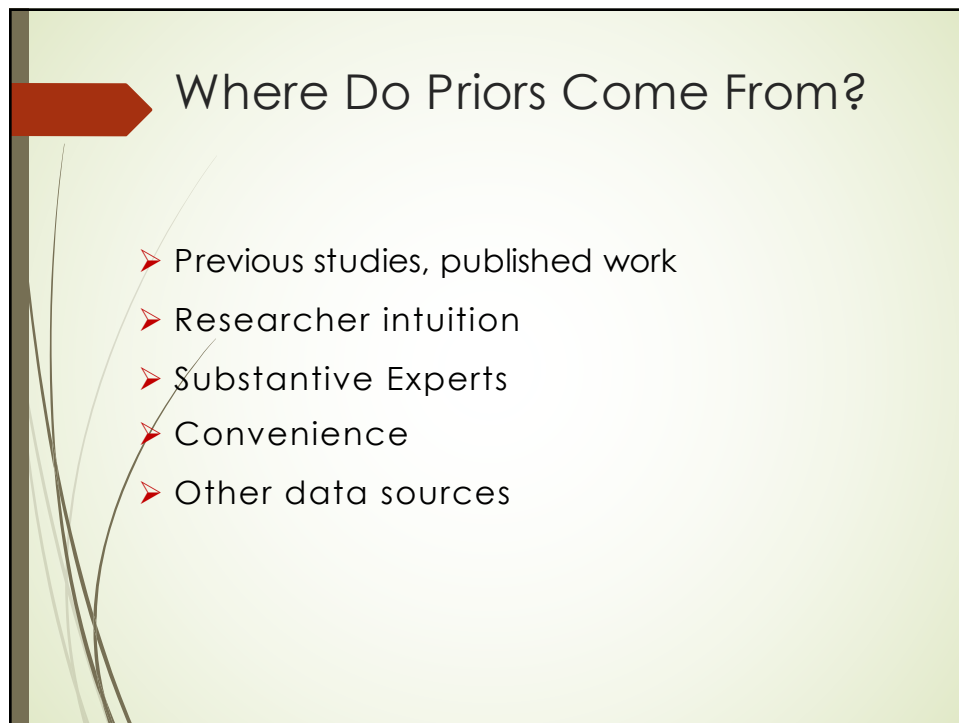 Where Do Priors Come From?
Previous studies, published work
Researcher intuition
Substantive Experts
Convenience
Other data sources